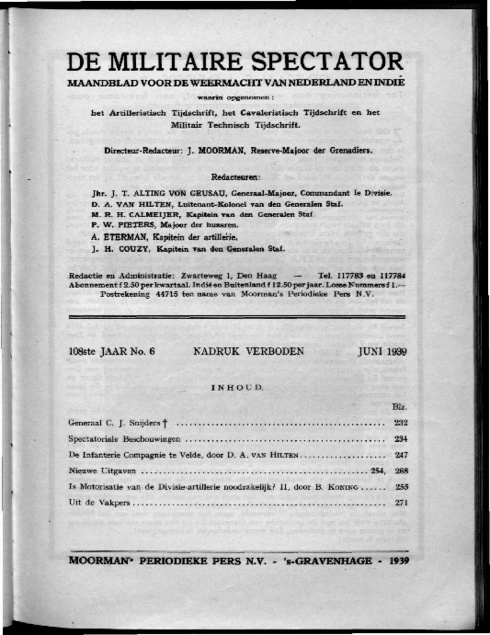 DE MILITAIRE SPECTATOR
MAANDBLAD VOOR DE WEERMACHT VAN NEDERLAND EN INDIË
waarin opgenomen:
het Artilleristisch Tijdschrift, het Cavaleristisch Tijdschrift en het
Militair Technisch Tijdschrift.
Directeur-Redacteur: J. MOORMAN, Reserve-Majoor der Grenadiers.
Redacteuren:
Jhr. J. T. ALTING VON GEUSAU, Generaal-Majoor, Commandant Ie Divisie.
D. A. VAN HILTEN, Luitenant-Kolonel van den Generalen Staf.
M. R. H. CALMEIJER, Kapitein van den Generalen Staf.
P. W. PIETERS, Majoor der huzaren.
A. ETERMAN, Kapitein der artillerie.
J. H. COUZY, Kapitein van den Generalen Staf.
Redactie en Administratie: Zwarteweg 1, Den Haag — Tel. 117783 en 117784
Abonnement f 2.50 per kwartaal. Indië en Buitenland f 12.50 per jaar. Losse Nummers f 1.—
Postrekening 44715 ten name van Moorman's Periodieke Pers N.V.
108ste JAAR No. 6 NADRUK VERBODEN JUNI 1939
INHOUD.
Blz.
Generaal C. J. Snijders † .......... 232
Spectatoriale Beschouwingen .......... 234
De Infanterie Compagnie te Velde, door D. A. VAN HILTEN .......... 247
Nieuwe Uitgaven .......... 254, 268
Is Motorisatie van de Divisie-artillerie noodzakelijk? II, door B. KONING ...... 255
Uit de Vakpers .......... 271
MOORMAN's PERIODIEKE PERS N.V. - 's-GRAVENHAGE - 1939